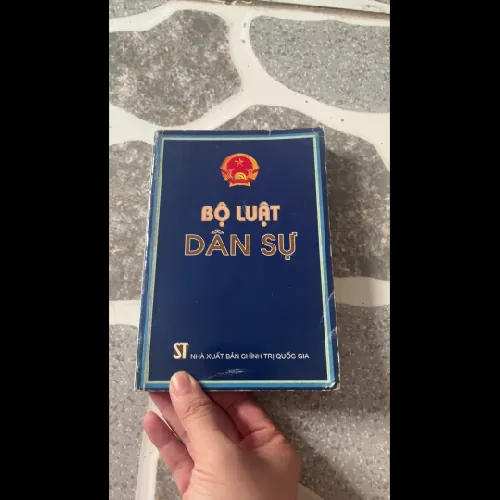 BỘ LUẬT
DÂN SỰ
ST NHÀ XUẤT BẢN CHÍNH TRỊ QUỐC GIA